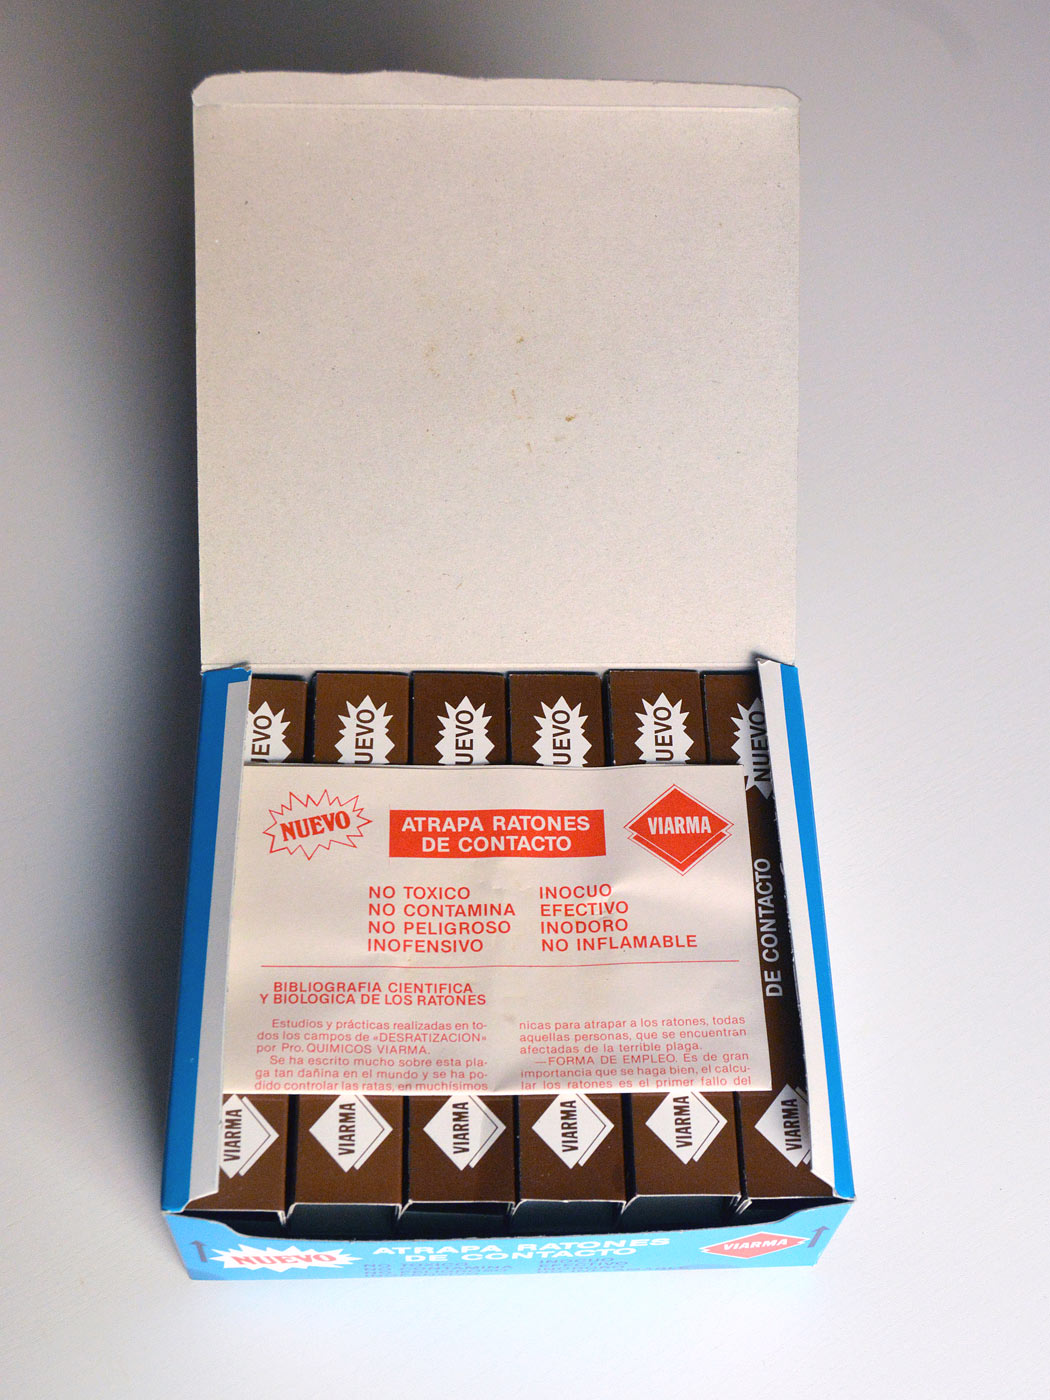 NUEVO
NUEVO
NUEVO
NUEVO
NUEVO
NUEVO
DE CONTACTO
NUEVO
ATRAPA RATONES
DE CONTACTO
VIARMA
NO TOXICO
NO CONTAMINA
NO PELIGROSO
INOFENSIVO
INOCUO
EFECTIVO
INODORO
NO INFLAMABLE
BIBLIOGRAFIA CIENTIFICA
Y BIOLOGICA DE LOS RATONES
Estudios y prácticas realizadas en to-
dos los campos de «DESRATIZACION»
por Pro. QUIMICOS VIARMA.
Se ha escrito mucho sobre esta pla-
ga tan dañina en el mundo y se ha po-
dido controlar las ratas, en muchísimos
nicas para atrapar a los ratones, todas
aquellas personas, que se encuentran
afectadas de la terrible plaga.
—FORMA DE EMPLEO. Es de gran
importancia que se haga bien, el calcu-
lar los ratones es el primer fallo del
VIARMA
VIARMA
VIARMA
VIARMA
VIARMA
VIARMA
NUEVO
ATRAPA RATONES
DE CONTACTO
VIARMA